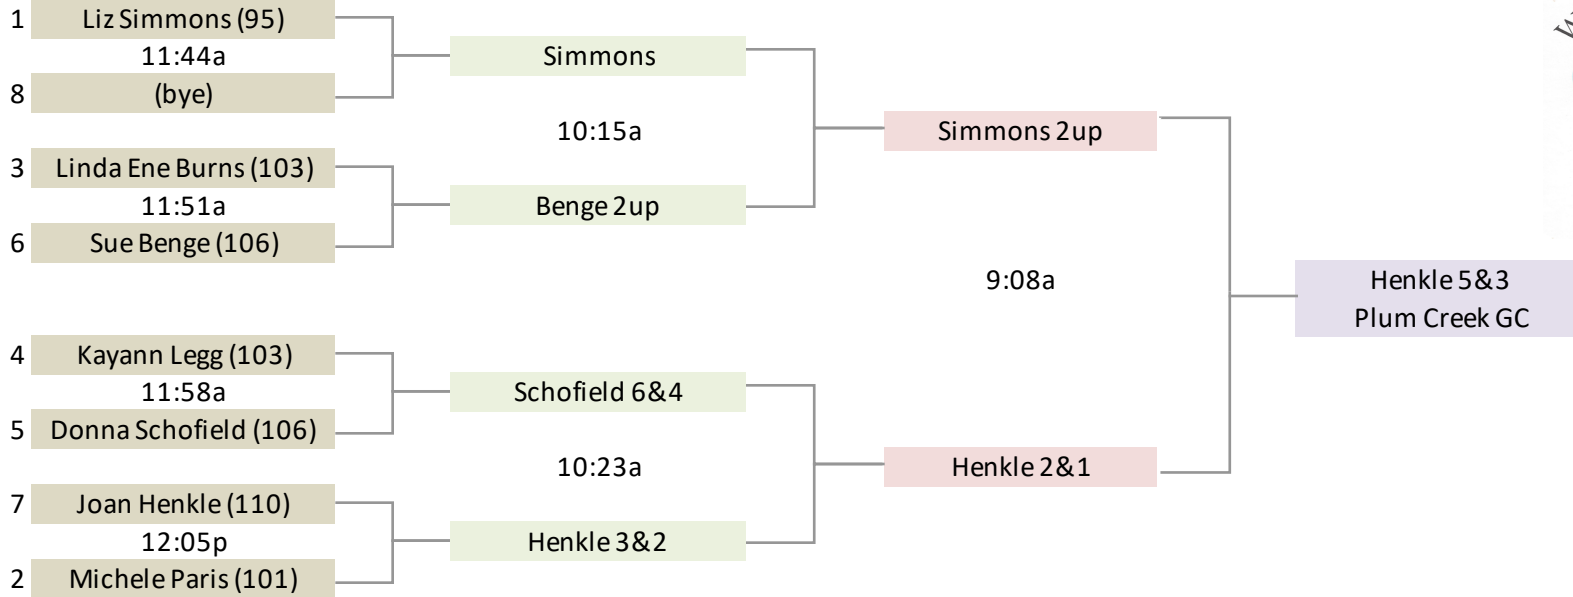 1 Liz Simmons (95)
11:44a
8 (bye)
Simmons
10:15a
3 Linda Ene Burns (103)
11:51a
6 Sue Benge (106)
Benge 2up
Simmons 2up
9:08a
4 Kayann Legg (103)
11:58a
5 Donna Schofield (106)
Schofield 6&4
10:23a
7 Joan Henkle (110)
12:05p
2 Michele Paris (101)
Henkle 3&2
Henkle 2&1
Henkle 5&3
Plum Creek GC